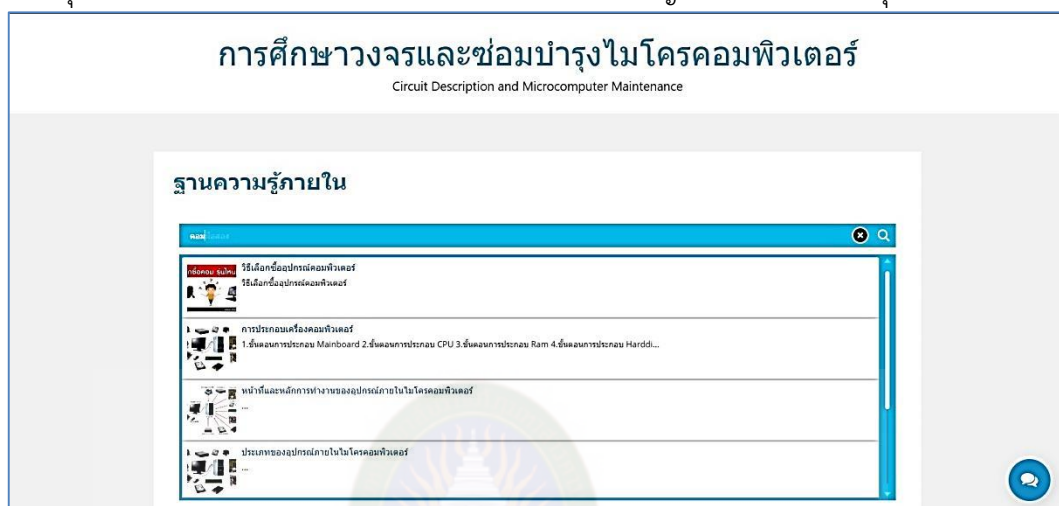 การศึกษาวงจรและซ่อมบำรุงไมโครคอมพิวเตอร์
Circuit Description and Microcomputer Maintenance
ฐานความรู้ภายใน
วิธีเลือกซื้ออุปกรณ์คอมพิวเตอร์
วิธีเลือกซื้ออุปกรณ์คอมพิวเตอร์
การประกอบเครื่องคอมพิวเตอร์
1.ขั้นตอนการประกอบ Mainboard 2.ขั้นตอนการประกอบ CPU 3.ขั้นตอนการประกอบ Ram 4.ขั้นตอนการประกอบ Harddi...
หน้าที่และหลักการทำงานของอุปกรณ์ภายในไมโครคอมพิวเตอร์
...
ประเภทของอุปกรณ์ภายในไมโครคอมพิวเตอร์
...